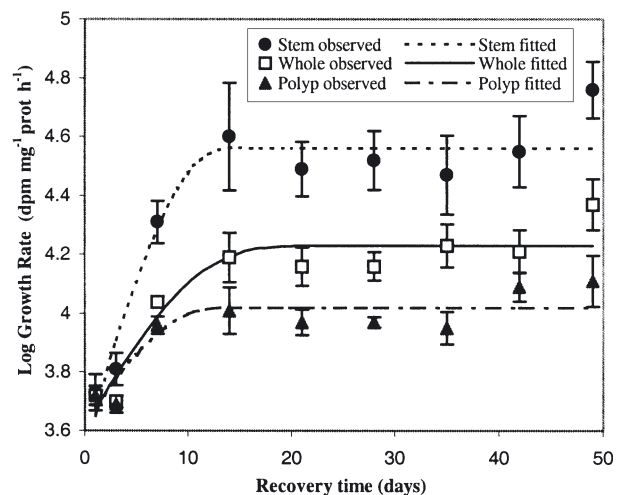 5
4.8
4.6
4.4
4.2
4
3.8
3.6
Log Growth Rate (dpm mg⁻¹ prot h⁻¹)
Stem observed Stem fitted
Whole observed Whole fitted
Polyp observed Polyp fitted
0 10 20 30 40 50
Recovery time (days)